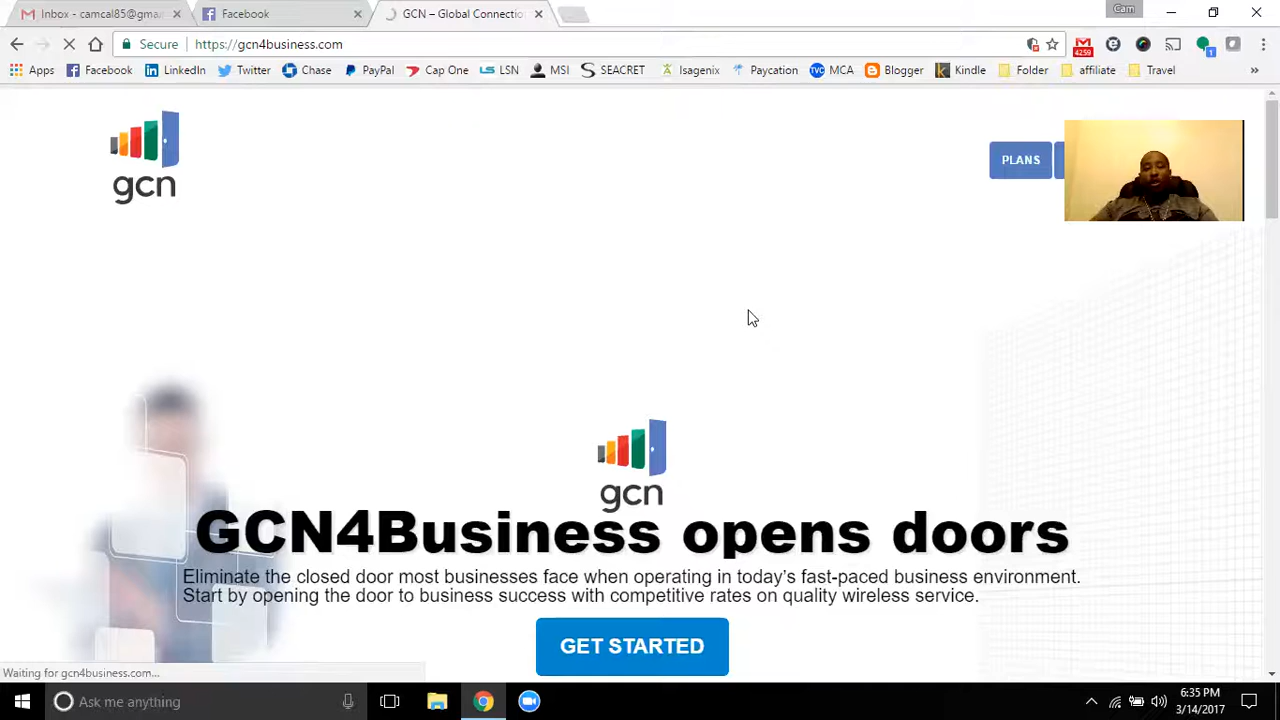 Inbox - camcal85@gma
Facebook
GCN – Global Connectio
Cam
Secure
https://gcn4business.com
4259
1
Apps
Facebook
LinkedIn
Twitter
Chase
PayPal
Cap One
LSN
MSI
SEACRET
Isagenix
Paycation
MCA
Blogger
Kindle
Folder
affiliate
Travel
gcn
PLANS
gcn
GCN4Business opens doors
Eliminate the closed door most businesses face when operating in today's fast-paced business environment.
Start by opening the door to business success with competitive rates on quality wireless service.
GET STARTED
Waiting for gcn4business.com...
Ask me anything
6:35 PM
3/14/2017